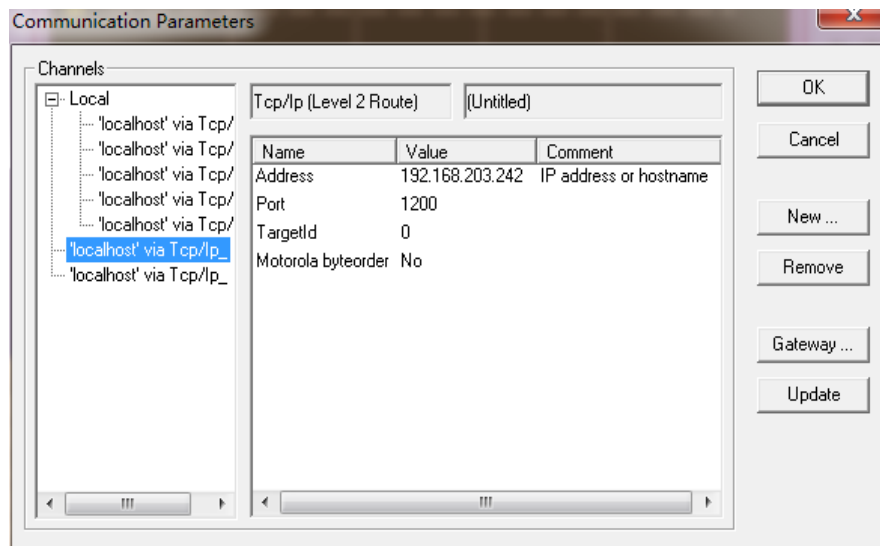 Communication Parameters
Channels
Local
'localhost' via Tcp/
'localhost' via Tcp/
'localhost' via Tcp/
'localhost' via Tcp/
'localhost' via Tcp/
'localhost' via Tcp/Ip_
'localhost' via Tcp/Ip_
Tcp/Ip (Level 2 Route) (Untitled)
Name Value Comment
Address 192.168.203.242 IP address or hostname
Port 1200
TargetId 0
Motorola byteorder No
OK
Cancel
New ...
Remove
Gateway ...
Update